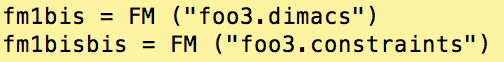 fm1bis = FM ("foo3.dimacs")
fm1bisbis = FM ("foo3.constraints")